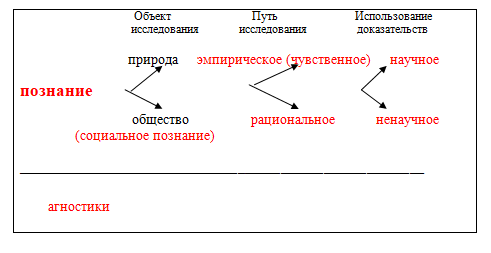 Объект Путь Использование
исследования исследования доказательств
природа эмпирическое (чувственное) научное
познание
общество рациональное ненаучное
(социальное познание)
агностики